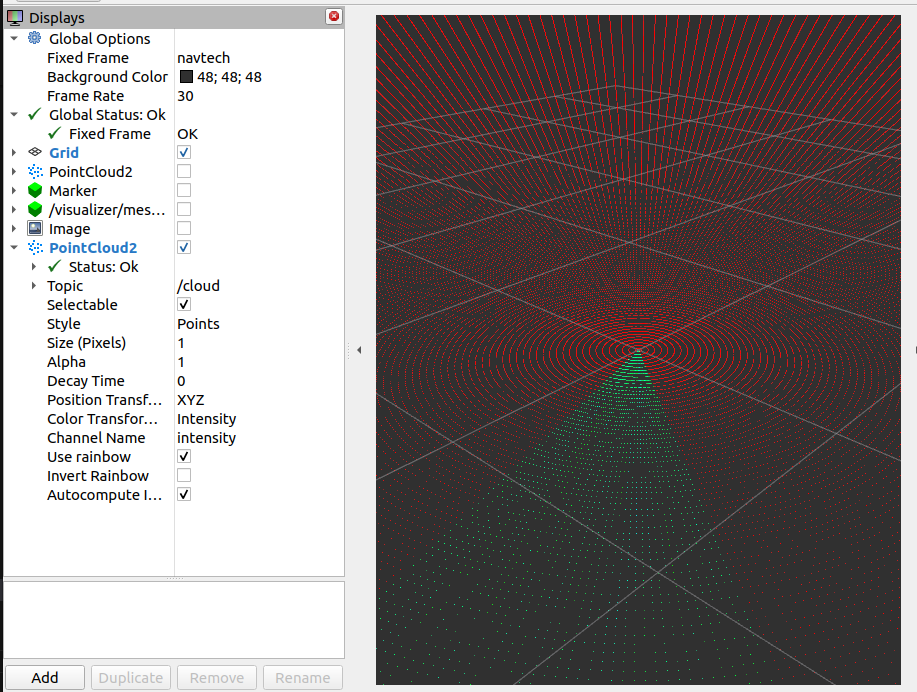 Displays
Global Options
Fixed Frame navtech
Background Color 48; 48; 48
Frame Rate 30
Global Status: Ok
Fixed Frame OK
Grid
PointCloud2
Marker
/visualizer/mes...
Image
PointCloud2
Status: Ok
Topic /cloud
Selectable
Style Points
Size (Pixels) 1
Alpha 1
Decay Time 0
Position Transf... XYZ
Color Transfor... Intensity
Channel Name intensity
Use rainbow
Invert Rainbow
Autocompute I...
Add Duplicate Remove Rename